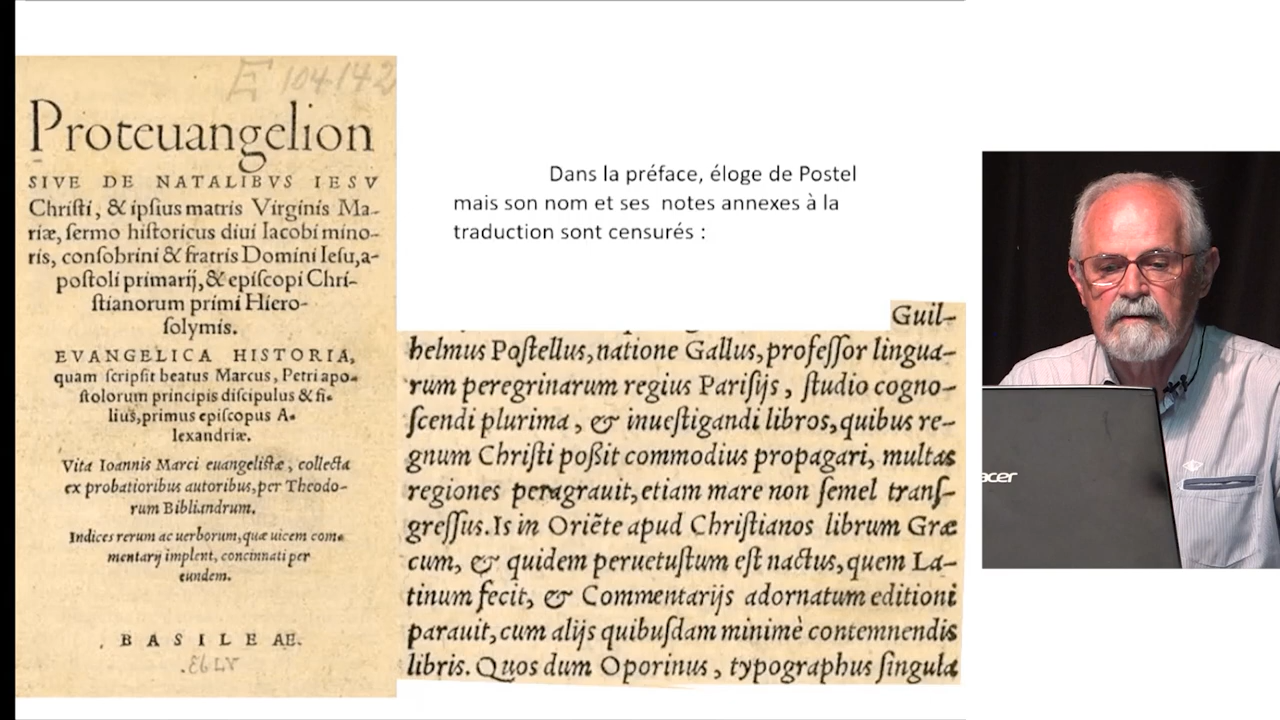 E 104142
Proteuangelion
SIVE DE NATALIBVS IESV
Chriſti, & ipſius matris Virginis Ma-
riæ, ſermo hiſtoricus diui Iacobi mino-
ris, conſobrini & fratris Domini Ieſu, a-
poſtoli primarij, & epiſcopi Chri-
ſtianorum primi Hiero-
ſolymis.
EVANGELICA HISTORIA,
quam ſcripſit beatus Marcus, Petri apo-
ſtolorum principis diſcipulus & fi-
lius, primus epiſcopus A-
lexandriæ.
Vita Ioannis Marci euangeliſtæ, collecta
ex probatioribus autoribus, per Theodo-
rum Bibliandrum.
Indices rerum ac uerborum, quæ uicem com-
mentarij implent, concinnati per
eundem.
BASILEAE.
Dans la préface, éloge de Postel
mais son nom et ses notes annexes à la
traduction sont censurés :
Guil-
helmus Poſtellus, natione Gallus, profeſſor lingua-
rum peregrinarum regius Pariſijs, ſtudio cogno-
ſcendi plurima, & inueſtigandi libros, quibus re-
gnum Chriſti poßit commodius propagari, multas
regiones peragrauit, etiam mare non ſemel tranſ-
greſſus. Is in Oriẽte apud Chriſtianos librum Græ
cum, & quidem peruetuſtum eſt nactus, quem La-
tinum fecit, & Commentarijs adornatum editioni
parauit, cum alijs quibuſdam minimè contemnendis
libris. Quos dum Oporinus, typographus ſingula
acer